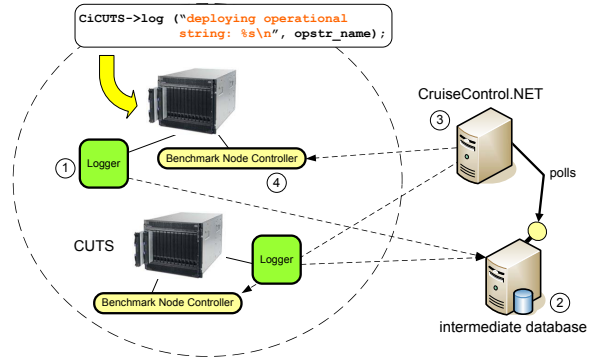 CiCUTS->log (“deploying operational
string: %s\n”, opstr_name);
CruiseControl.NET
3
Logger
1
Benchmark Node Controller
4
polls
CUTS
Logger
Benchmark Node Controller
2
intermediate database